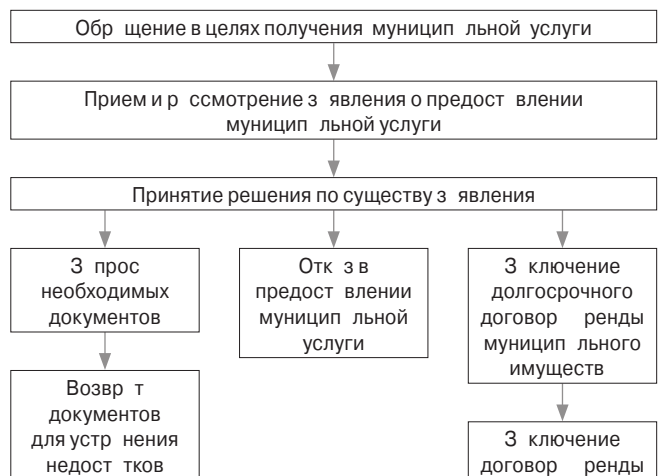 Обр щение в целях получения муницип льной услуги
Прием и р ссмотрение з явления о предост влении
муницип льной услуги
Принятие решения по существу з явления
З прос
необходимых
документов
Отк з в
предост влении
муницип льной
услуги
З ключение
долгосрочного
договор ренды
муницип льного
имуществ
Возвр т
документов
для устр нения
недост тков
З ключение
договор ренды